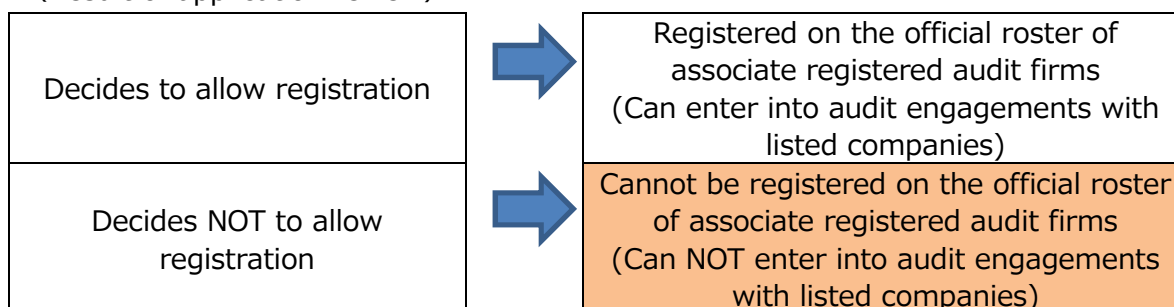 Decides to allow registration
Registered on the official roster of
associate registered audit firms
(Can enter into audit engagements with
listed companies)
Decides NOT to allow
registration
Cannot be registered on the official roster
of associate registered audit firms
(Can NOT enter into audit engagements
with listed companies)